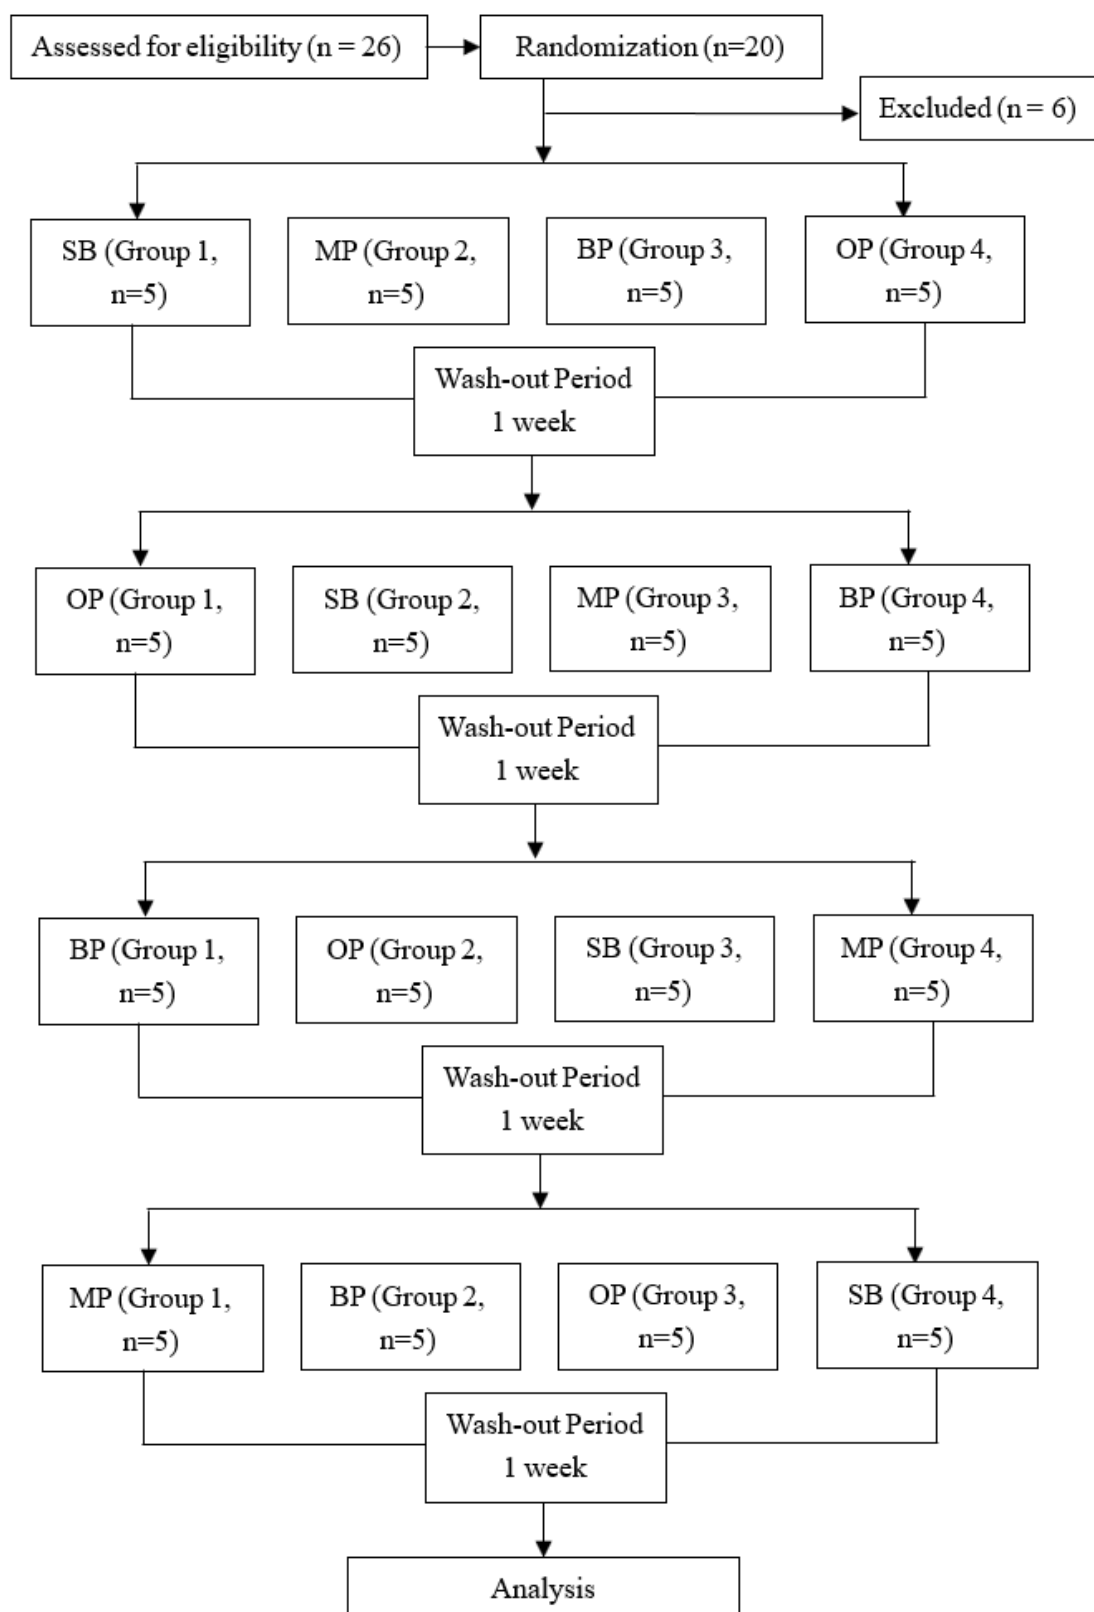 Assessed for eligibility (n = 26)
Randomization (n=20)
Excluded (n = 6)
SB (Group 1,
n=5)
MP (Group 2,
n=5)
BP (Group 3,
n=5)
OP (Group 4,
n=5)
Wash-out Period
1 week
OP (Group 1,
n=5)
SB (Group 2,
n=5)
MP (Group 3,
n=5)
BP (Group 4,
n=5)
Wash-out Period
1 week
BP (Group 1,
n=5)
OP (Group 2,
n=5)
SB (Group 3,
n=5)
MP (Group 4,
n=5)
Wash-out Period
1 week
MP (Group 1,
n=5)
BP (Group 2,
n=5)
OP (Group 3,
n=5)
SB (Group 4,
n=5)
Wash-out Period
1 week
Analysis